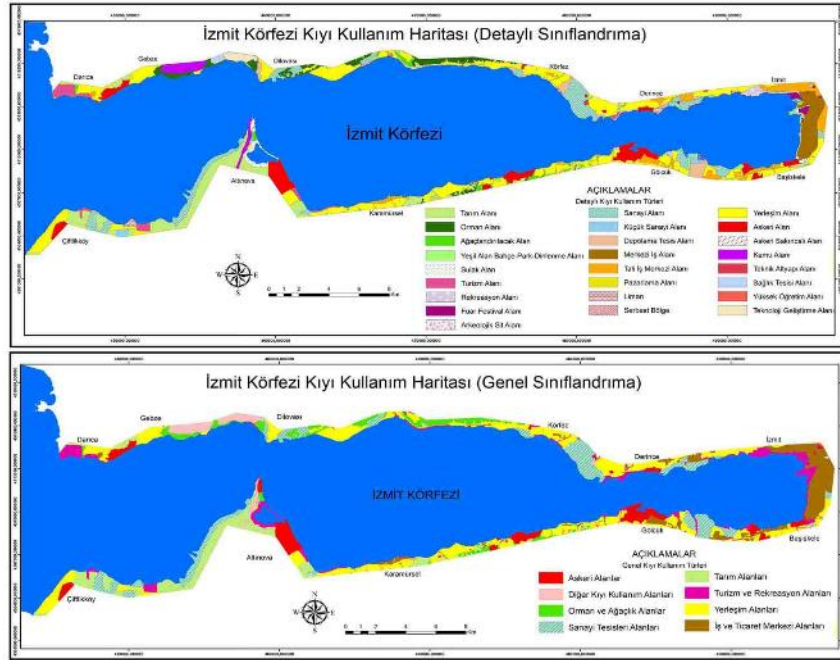 İzmit Körfezi Kıyı Kullanım Haritası (Detaylı Sınıflandrıma)
Gebze
Darıca
Dilovası
Körfez
Derince
İzmit
İzmit Körfezi
Altınova
Çiftlikköy
Karamürsel
Gölcük
Başiskele
N
W
E
S
AÇIKLAMALAR
Detaylı Kıyı Kullanım Türleri
Tarım Alanı
Orman Alanı
Ağaçlandırılacak Alan
Yeşil Alan-Bahçe-Park-Dinlenme Alanı
Sulak Alan
Turizm Alanı
Rekreasyon Alanı
Fuar Festival Alanı
Arkeolojis Sit Alanı
Sanayi Alanı
Küçük Sanayi Alanı
Depolama Tesisi Alanı
Merkezi İş Alanı
Tali İş Merkezi Alanı
Pazarlama Alanı
Liman
Serbest Bölge
Yerleşim Alanı
Askeri Alan
Askeri Sakıncalı Alan
Kamu Alanı
Teknik Altyapı Alanı
Sağlık Tesisi Alanı
Yüksek Öğretim Alanı
Teknoloji Geliştirme Alanı
İzmit Körfezi Kıyı Kullanım Haritası (Genel Sınıflandrıma)
Gebze
Darıca
Dilovası
Körfez
Derince
İzmit
İZMİT KÖRFEZİ
Altınova
Çiftlikköy
Karamürsel
Gölcük
Başiskele
N
W
E
S
AÇIKLAMALAR
Genel Kıyı Kullanım Türleri
Askeri Alanlar
Diğer Kıyı Kullanım Alanları
Orman ve Ağaçlık Alanlar
Sanayi Tesisleri Alanları
Tarım Alanları
Turizm ve Rekreasyon Alanları
Yerleşim Alanları
İş ve Ticaret Merkezi Alanları